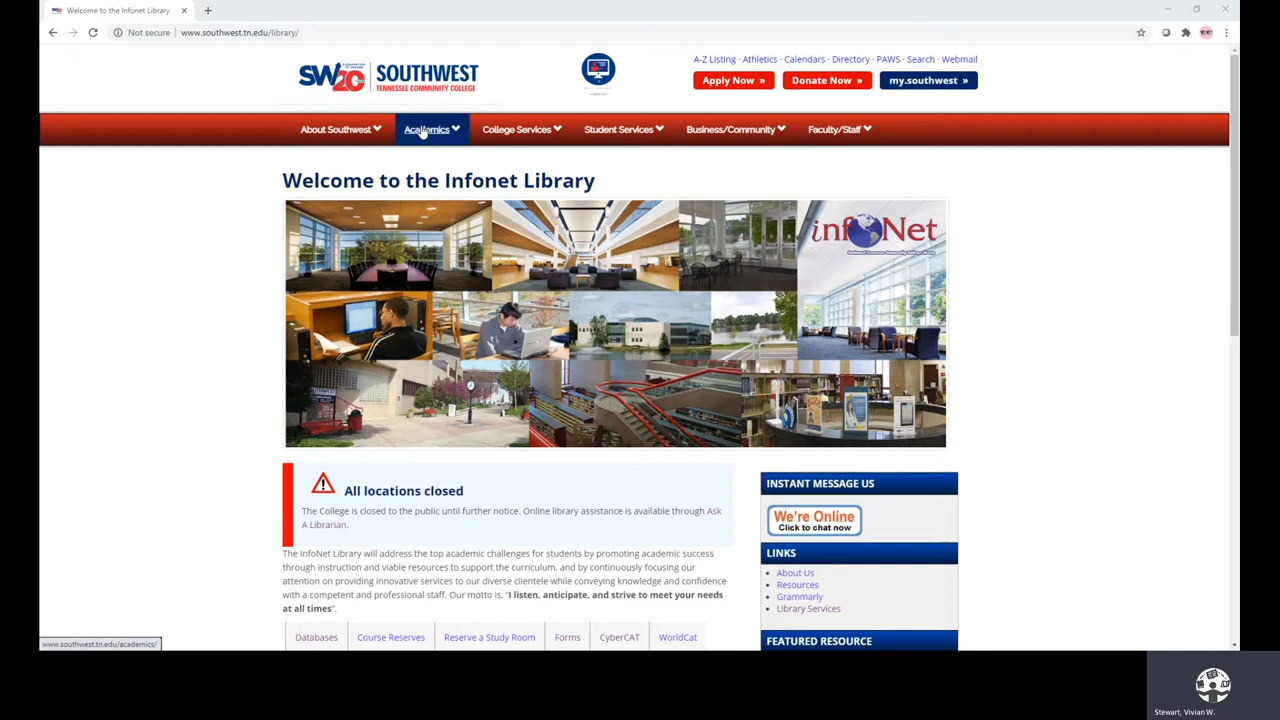 Welcome to the Infonet Library
Not secure
www.southwest.tn.edu/library/
SW20 SOUTHWEST
TENNESSEE COMMUNITY COLLEGE
A-Z Listing · Athletics · Calendars · Directory · PAWS · Search · Webmail
Apply Now »
Donate Now »
my.southwest »
About Southwest
Academics
College Services
Student Services
Business/Community
Faculty/Staff
Welcome to the Infonet Library
infoNet
All locations closed
The College is closed to the public until further notice. Online library assistance is available through Ask
A Librarian.
The InfoNet Library will address the top academic challenges for students by promoting academic success
through instruction and viable resources to support the curriculum, and by continuously focusing our
attention on providing innovative services to our diverse clientele while conveying knowledge and confidence
with a competent and professional staff. Our motto is, "I listen, anticipate, and strive to meet your needs
at all times".
Databases
Course Reserves
Reserve a Study Room
Forms
CyberCAT
WorldCat
INSTANT MESSAGE US
We're Online
Click to chat now
LINKS
About Us
Resources
Grammarly
Library Services
FEATURED RESOURCE
www.southwest.tn.edu/academics/
Stewart, Vivian W.